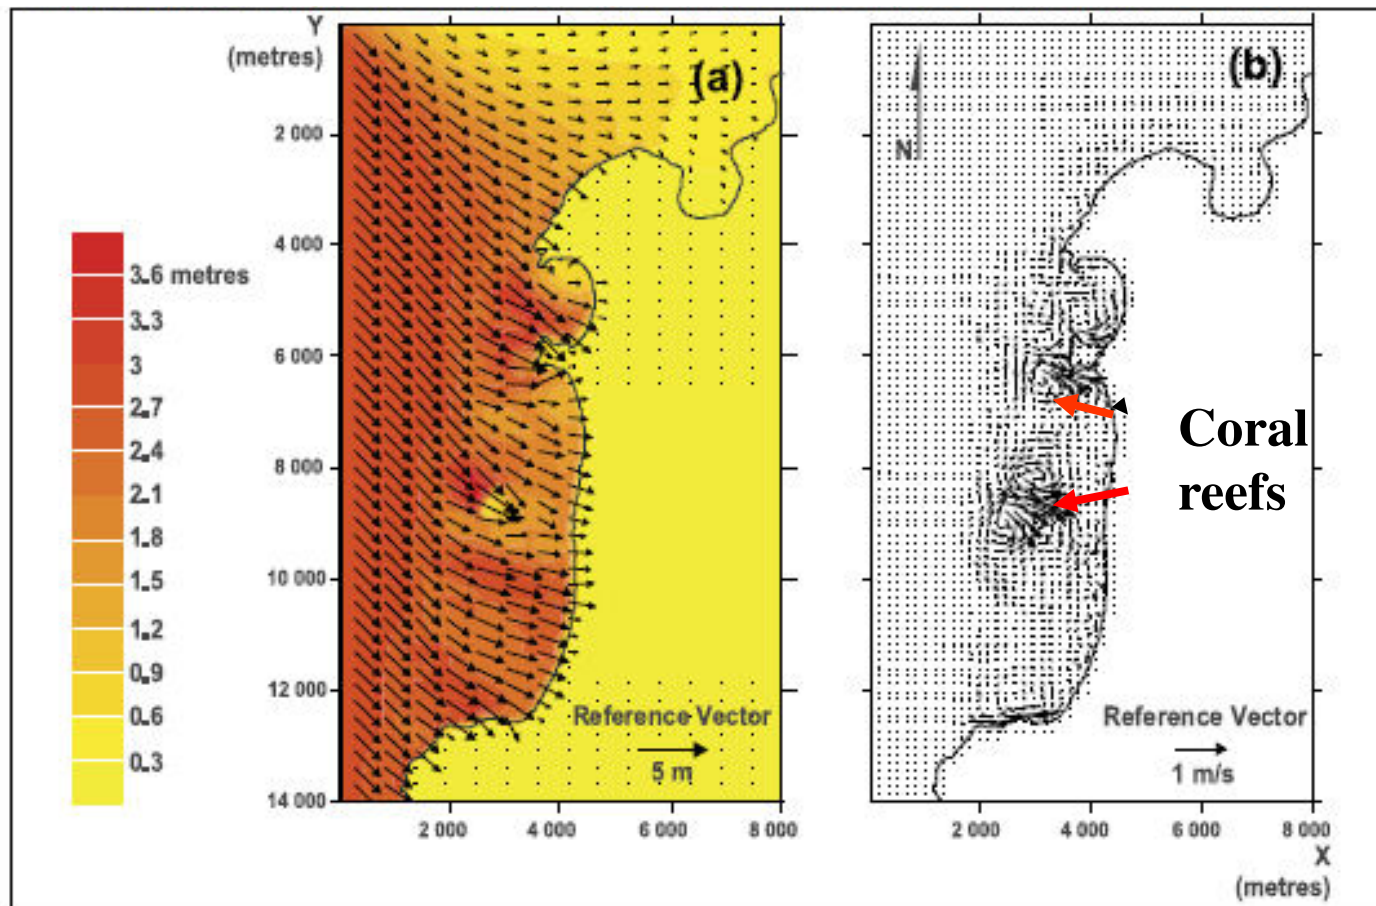 Y
(metres)
(a)
2 000
4 000
6 000
8 000
10 000
12 000
14 000
2 000
4 000
6 000
8 000
3.6 metres
3.3
3
2.7
2.4
2.1
1.8
1.5
1.2
0.9
0.6
0.3
Reference Vector
5 m
(b)
N
Coral
reefs
Reference Vector
1 m/s
2 000
4 000
6 000
8 000
X
(metres)